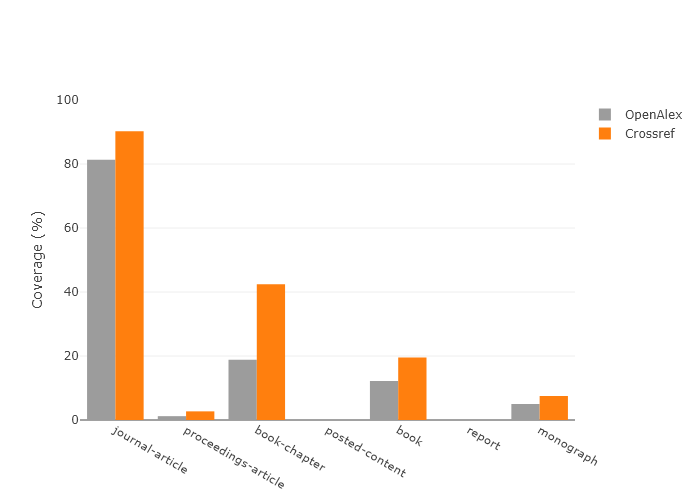 100
80
60
40
20
0
Coverage (%)
journal-article
proceedings-article
book-chapter
posted-content
book
report
monograph
OpenAlex
Crossref